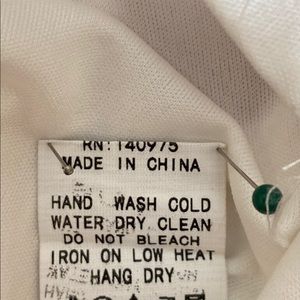 RN: 140975
MADE IN CHINA
HAND WASH COLD
WATER DRY CLEAN
DO NOT BLEACH
IRON ON LOW HEAT
HANG DRY